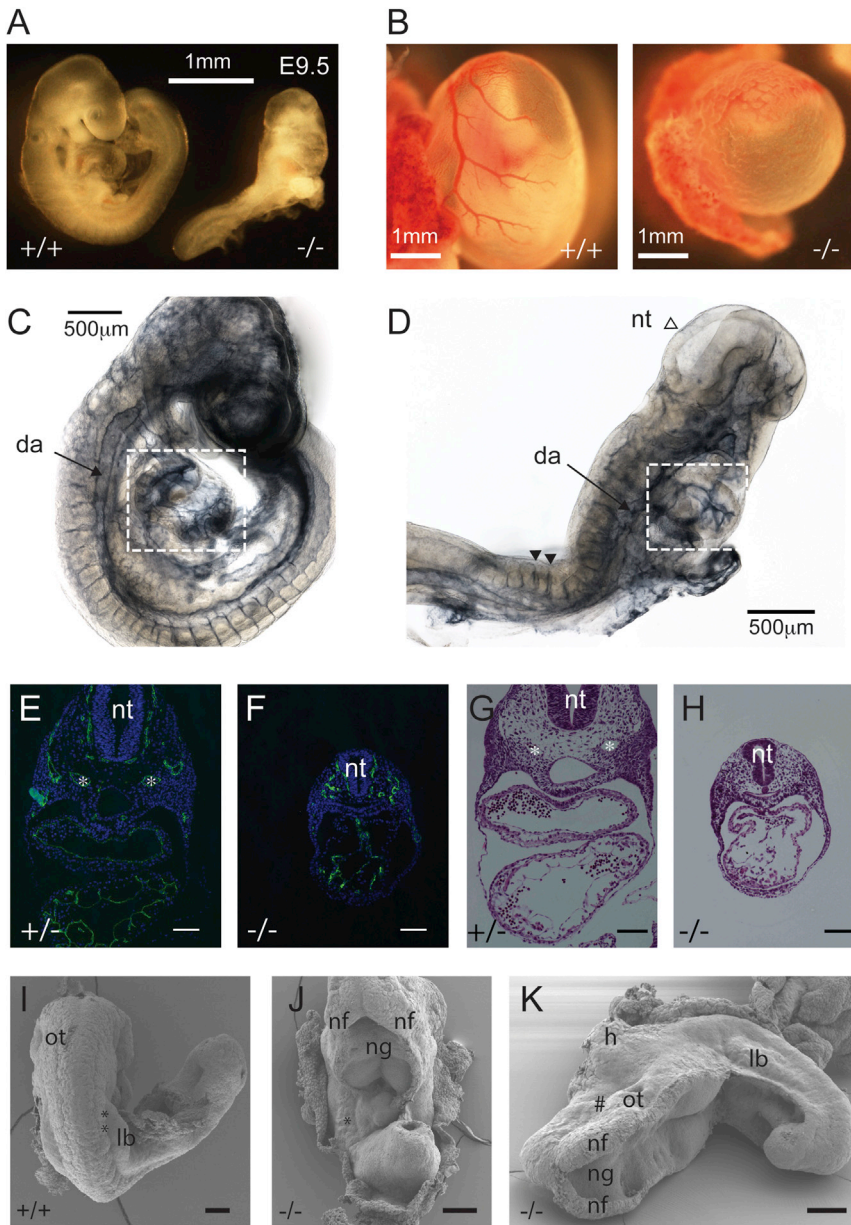 A
1mm
E9.5
+/+
-/-
B
1mm
+/+
1mm
-/-
C
500μm
da
D
nt
da
500μm
E
nt
*
*
+/-
F
nt
-/-
G
nt
*
*
+/-
H
nt
-/-
I
ot
*
*
lb
+/+
J
nf
nf
ng
*
-/-
K
h
lb
#
ot
nf
ng
nf
-/-